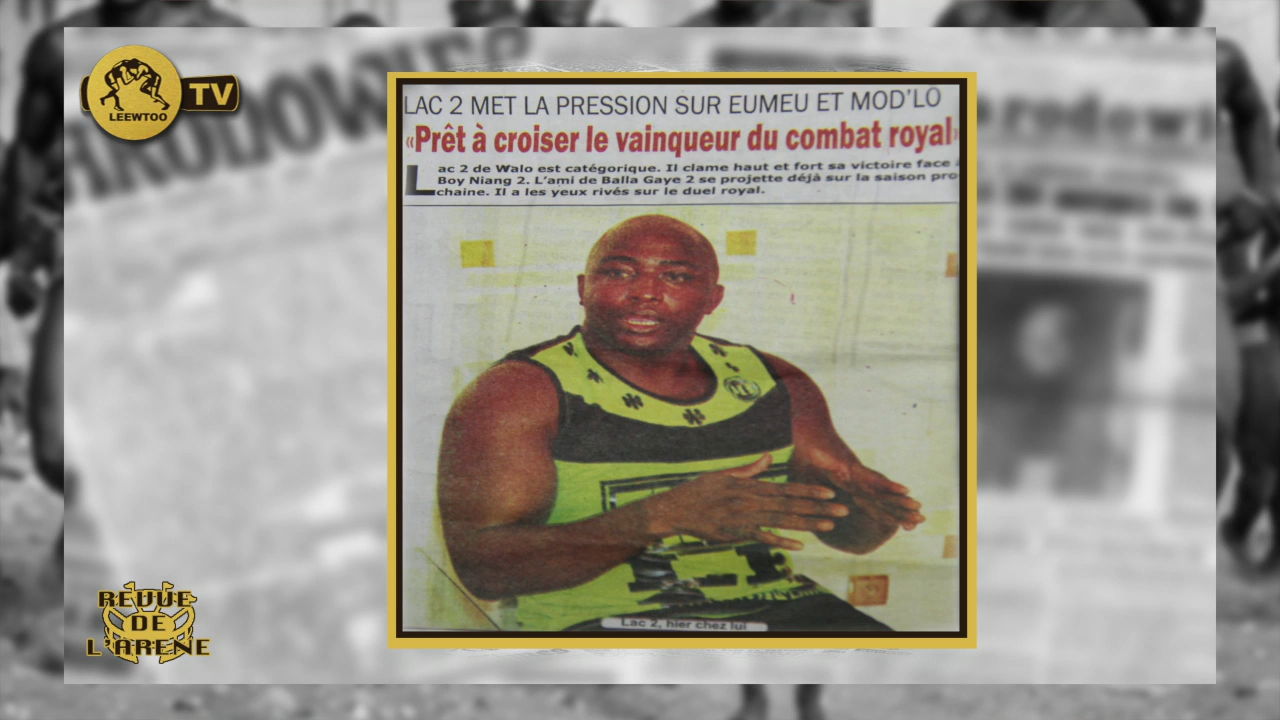 LEEWTOO
TV
LAC 2 MET LA PRESSION SUR EUMEU ET MOD'LO
«Prêt à croiser le vainqueur du combat royal»
Lac 2 de Walo est catégorique. Il clame haut et fort sa victoire face
Boy Niang 2. L'ami de Balla Gaye 2 se projette déjà sur la saison pro
chaine. Il a les yeux rivés sur le duel royal.
Lac 2, hier chez lui
REVUE
DE
L'ARENE